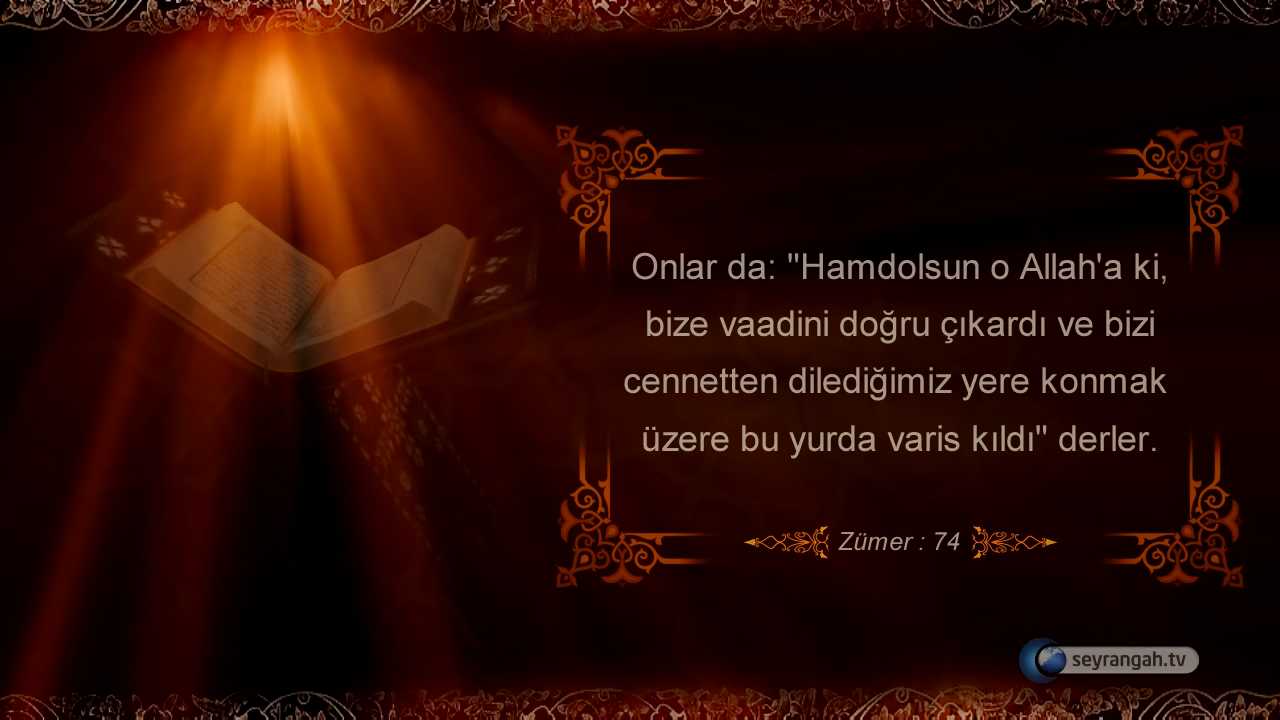 Onlar da: "Hamdolsun o Allah'a ki,
bize vaadini doğru çıkardı ve bizi
cennetten dilediğimiz yere konmak
üzere bu yurda varis kıldı" derler.
Zümer : 74
seyrangah.tv